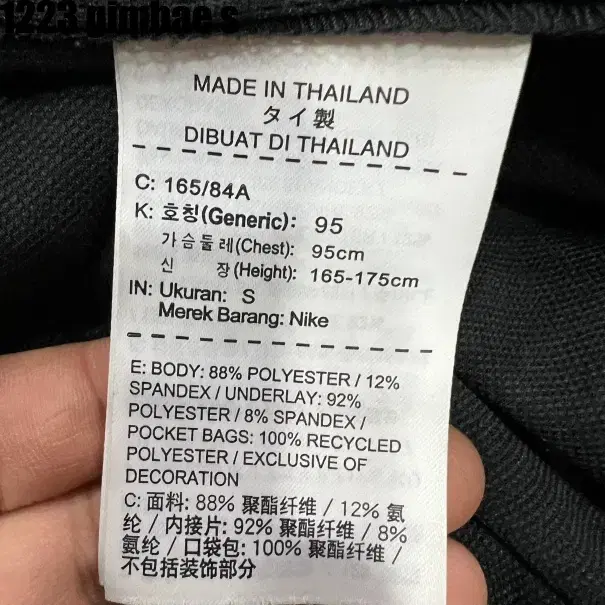 1223 gimbae s
MADE IN THAILAND
タイ製
DIBUAT DI THAILAND
C: 165/84A
K: 호칭(Generic): 95
가슴둘레(Chest): 95cm
신 장(Height): 165-175cm
IN: Ukuran: S
Merek Barang: Nike
E: BODY: 88% POLYESTER / 12%
SPANDEX / UNDERLAY: 92%
POLYESTER / 8% SPANDEX /
POCKET BAGS: 100% RECYCLED
POLYESTER / EXCLUSIVE OF
DECORATION
C: 面料: 88% 聚酯纤维 / 12% 氨
纶 / 内接片: 92% 聚酯纤维 / 8%
氨纶 / 口袋包: 100% 聚酯纤维 /
不包括装饰部分